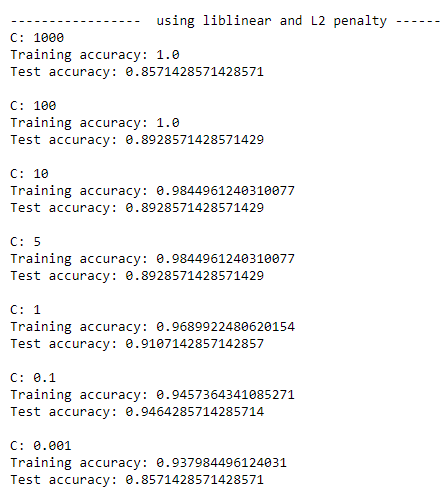 -----------------  using liblinear and L2 penalty ------
C: 1000
Training accuracy: 1.0
Test accuracy: 0.8571428571428571
C: 100
Training accuracy: 1.0
Test accuracy: 0.8928571428571429
C: 10
Training accuracy: 0.9844961240310077
Test accuracy: 0.8928571428571429
C: 5
Training accuracy: 0.9844961240310077
Test accuracy: 0.8928571428571429
C: 1
Training accuracy: 0.9689922480620154
Test accuracy: 0.9107142857142857
C: 0.1
Training accuracy: 0.9457364341085271
Test accuracy: 0.9464285714285714
C: 0.001
Training accuracy: 0.937984496124031
Test accuracy: 0.8571428571428571